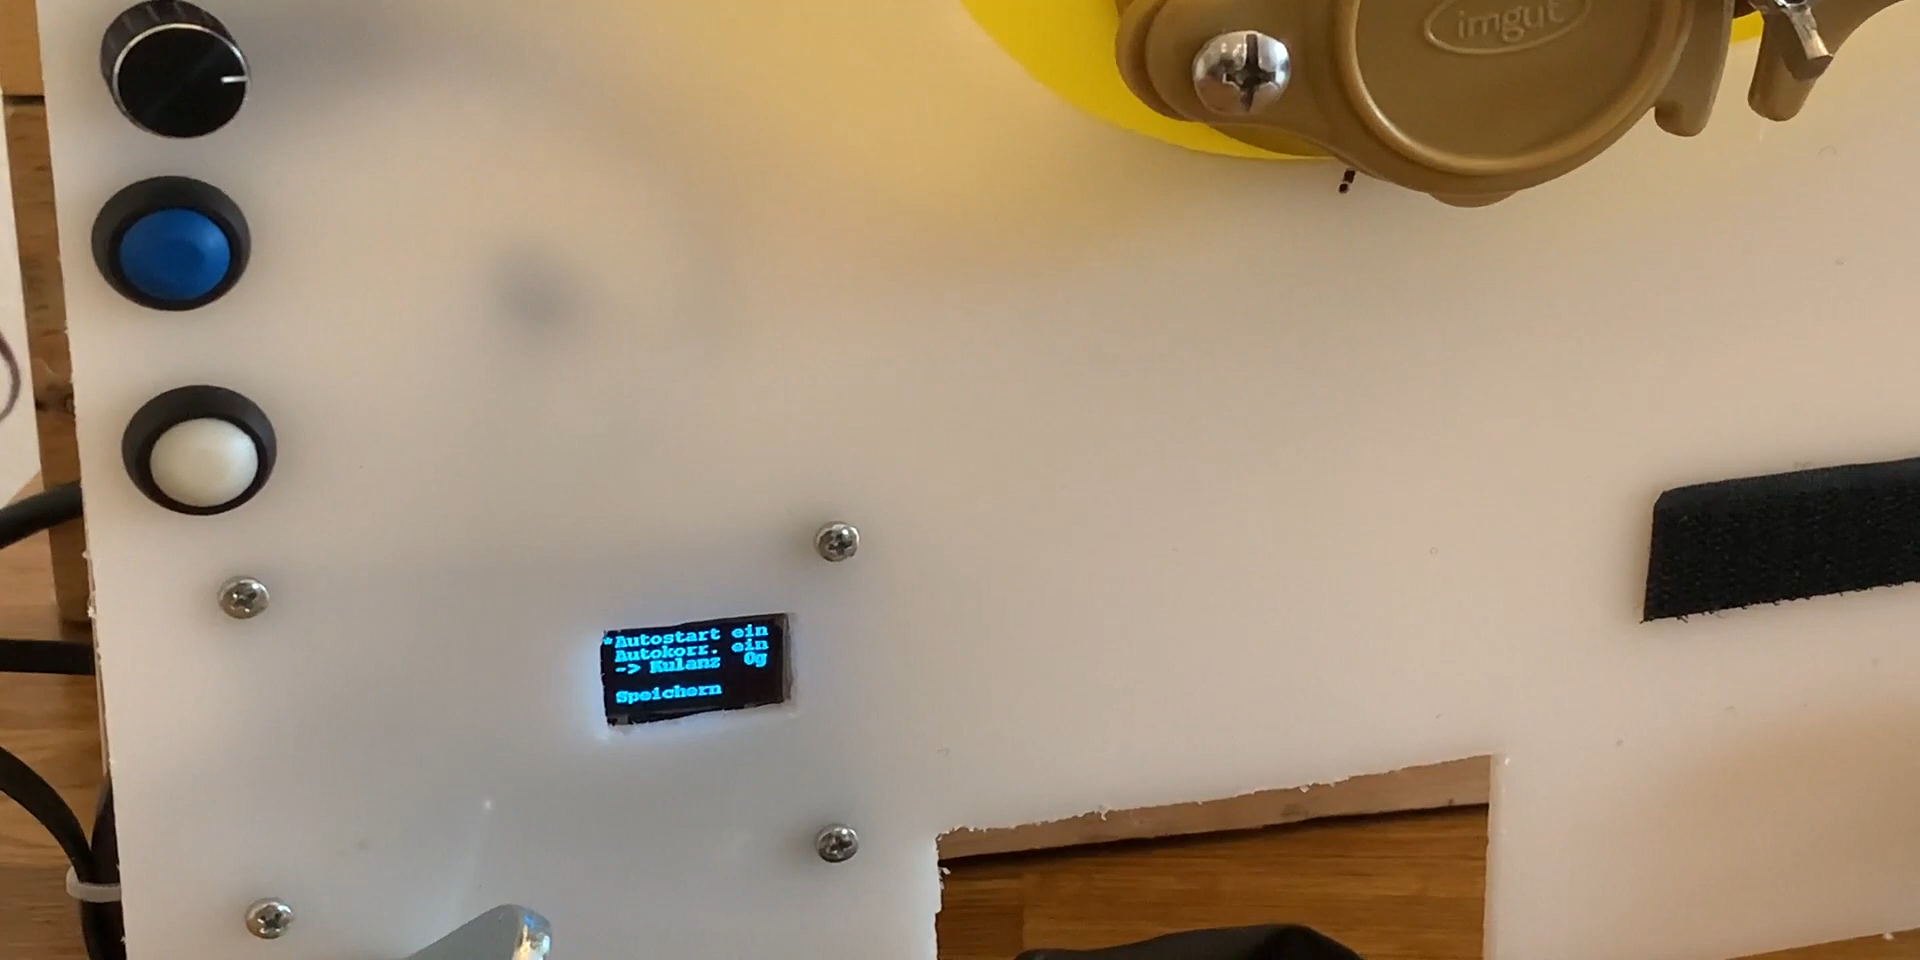 imgut
*Autostart ein
Autokorr. ein
-> Kulanz 0g
Speichern